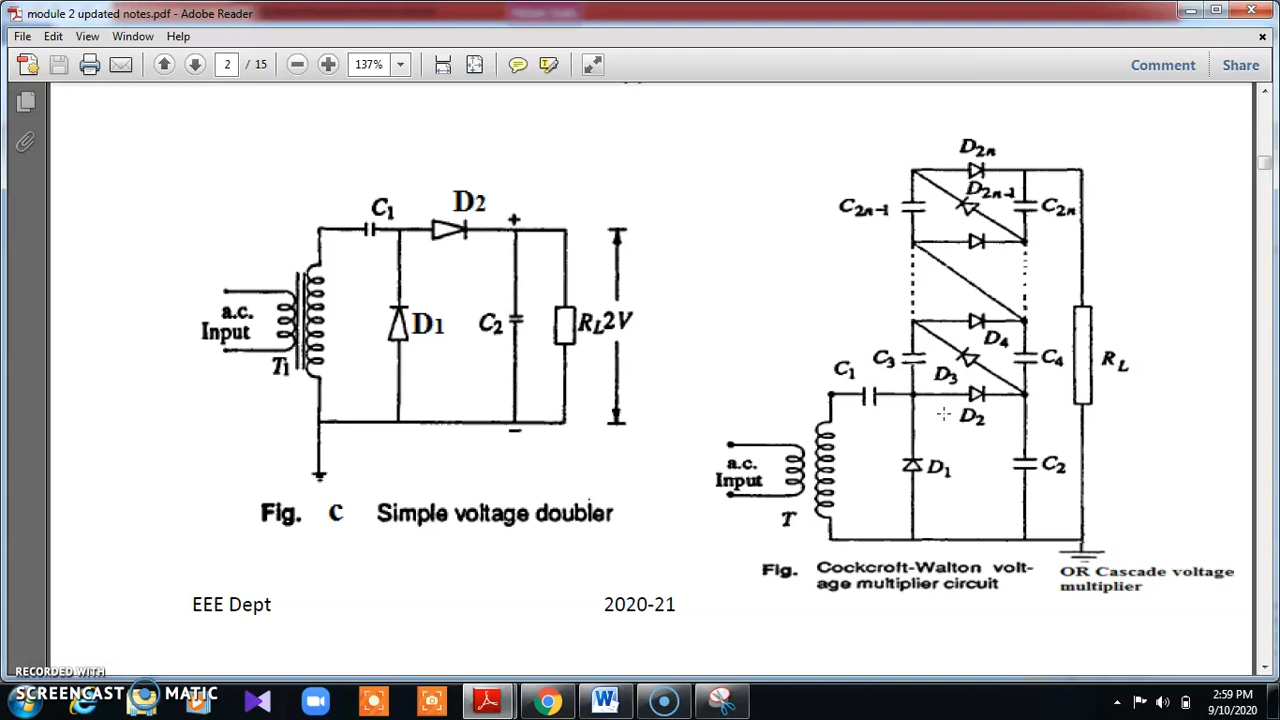 module 2 updated notes.pdf - Adobe Reader
File Edit View Window Help
2 / 15 137% Comment Share
C1
D2
+
a.c.
Input
T1
D1
C2
RL 2V
−
Fig. C Simple voltage doubler
D2n
C2n-1
D2n-1
C2n
D4
C3
D3
C4
RL
C1
D2
a.c.
Input
T
D1
C2
Fig. Cockcroft-Walton volt-
age multiplier circuit
OR Cascade voltage
multiplier
EEE Dept 2020-21
RECORDED WITH
SCREENCAST MATIC
2:59 PM
9/10/2020